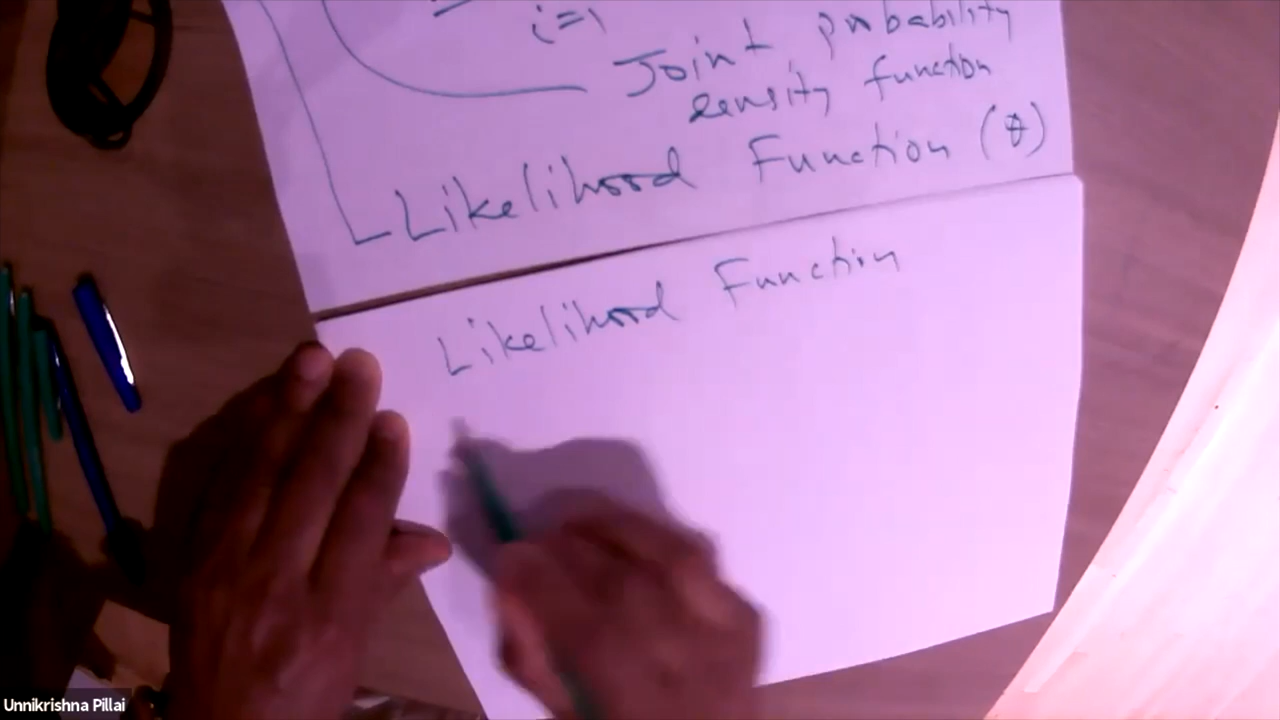 i=1
Joint probability
density function
Likelihood Function (θ)
Likelihood Function
Unnikrishna Pillai